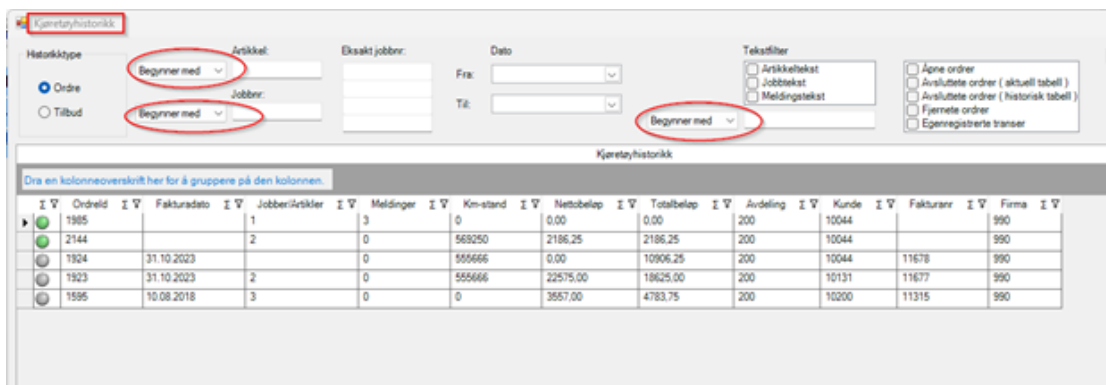 Kjøretøyhistorikk
Historikktype
Ordre
Tilbud
Begynner med
Begynner med
Artikkel:
Jobbnr:
Eksakt jobbnr:
Dato
Fra:
Til:
Tekstfilter
Artikkeltekst
Jobbtekst
Meldingstekst
Begynner med
Åpne ordrer
Avsluttete ordrer ( aktuell tabell )
Avsluttete ordrer ( historisk tabell )
Fjernete ordrer
Egenregistrerte transer
Kjøretøyhistorikk
Dra en kolonneoverskrift her for å gruppere på den kolonnen.
Σ OrdreId Σ Fakturadato Σ Jobber/Artikler Σ Meldinger Σ Km-stand Σ Nettobeløp Σ Totalbeløp Σ Avdeling Σ Kunde Σ Fakturanr Σ Firma Σ
1985 1 3 0 0,00 0,00 200 10044 990
2144 2 0 569250 2186,25 2186,25 200 10044 990
1924 31.10.2023 0 555666 0,00 10906,25 200 10044 11678 990
1923 31.10.2023 2 0 555666 22575,00 18625,00 200 10131 11677 990
1595 10.08.2018 3 0 0 3557,00 4783,75 200 10200 11315 990